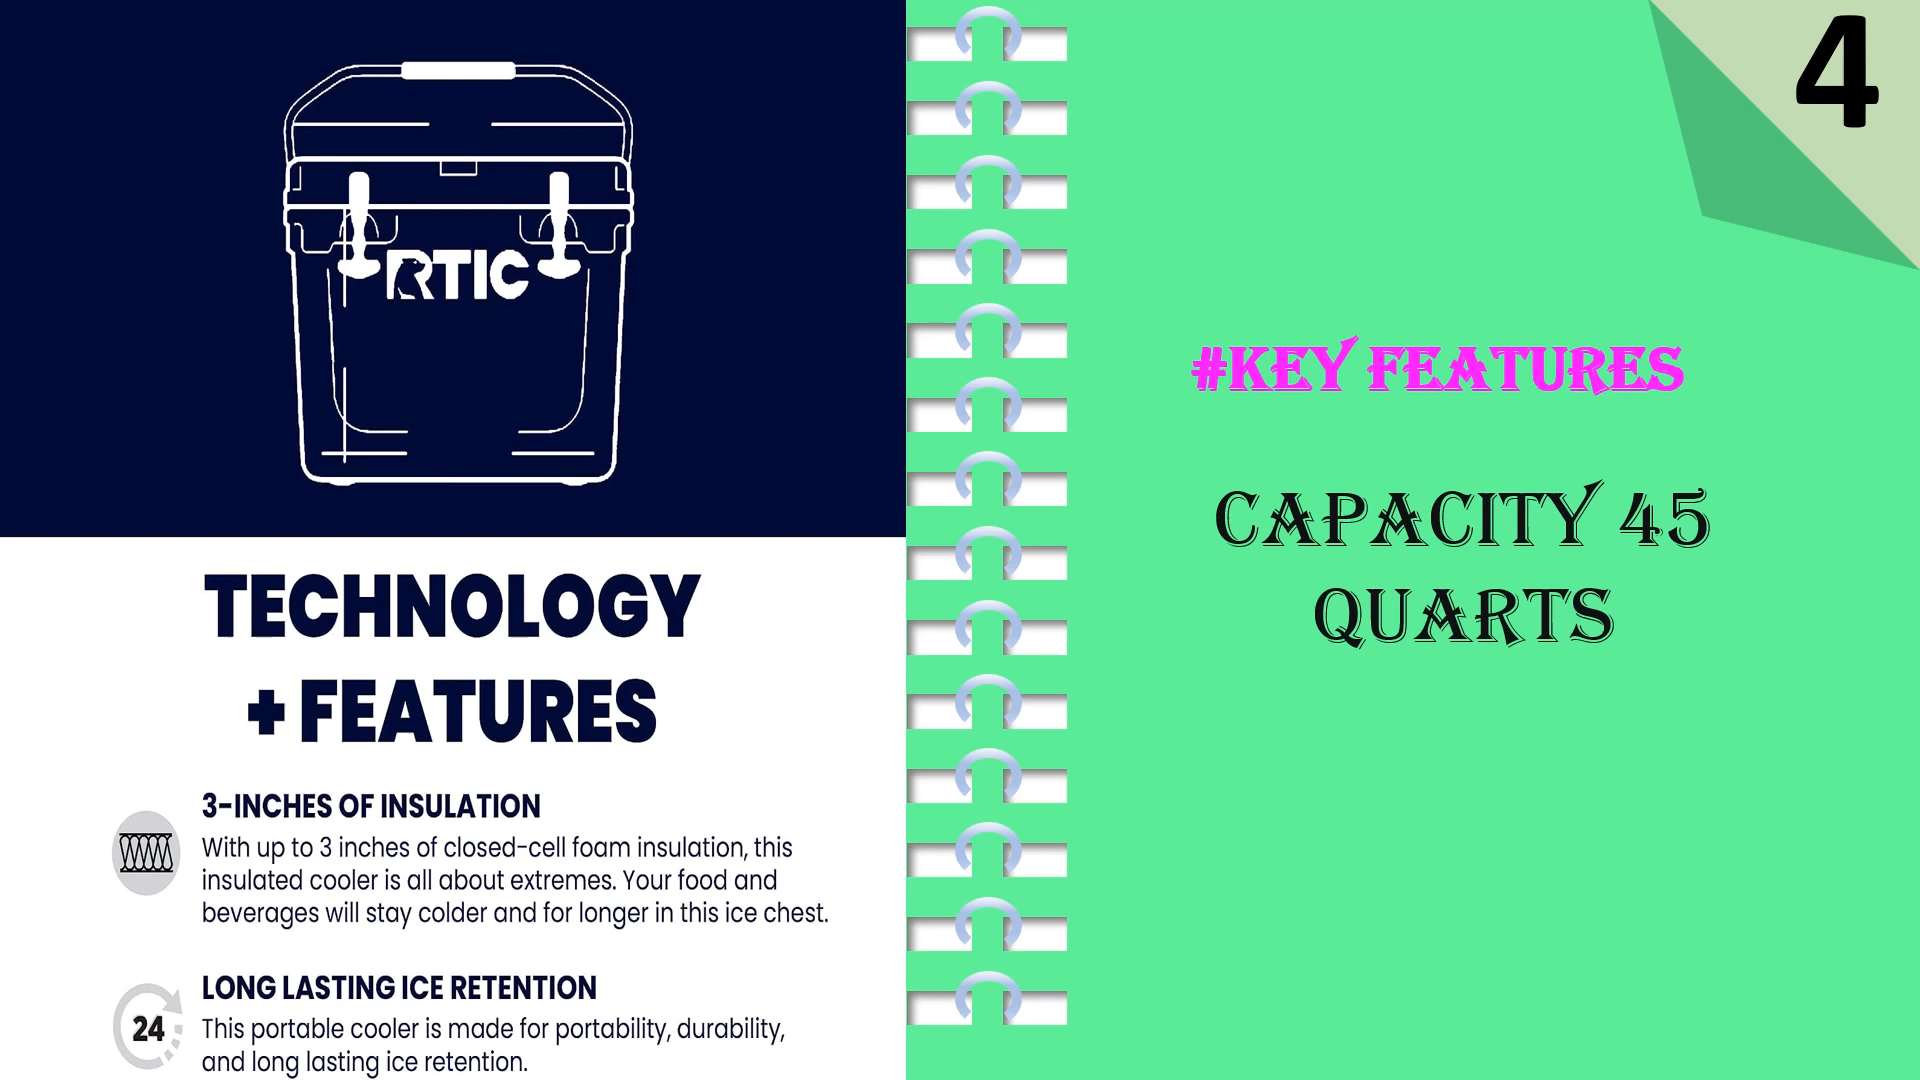 RTIC
TECHNOLOGY
+ FEATURES
3-INCHES OF INSULATION
With up to 3 inches of closed-cell foam insulation, this
insulated cooler is all about extremes. Your food and
beverages will stay colder and for longer in this ice chest.
24
LONG LASTING ICE RETENTION
This portable cooler is made for portability, durability,
and long lasting ice retention.
4
#KEY FEATURES
CAPACITY 45
QUARTS